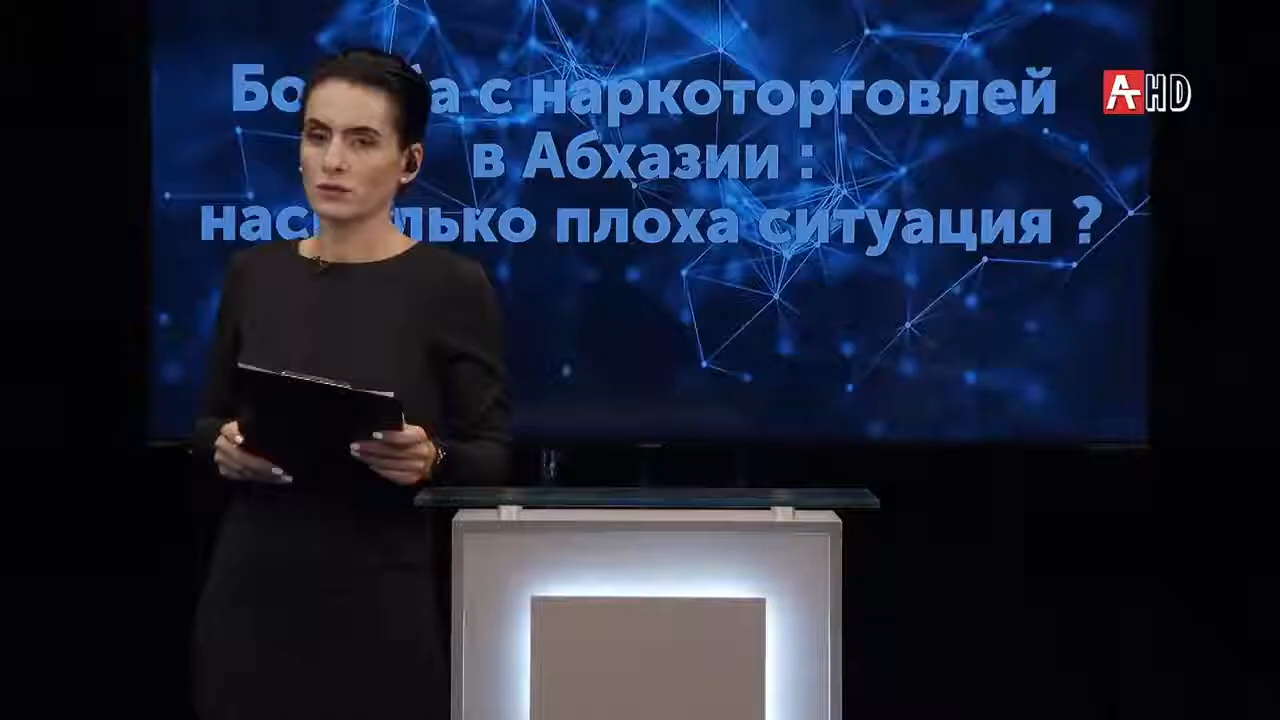 с наркоторговлей
в Абхазии :
плоха ситуация ?
HD